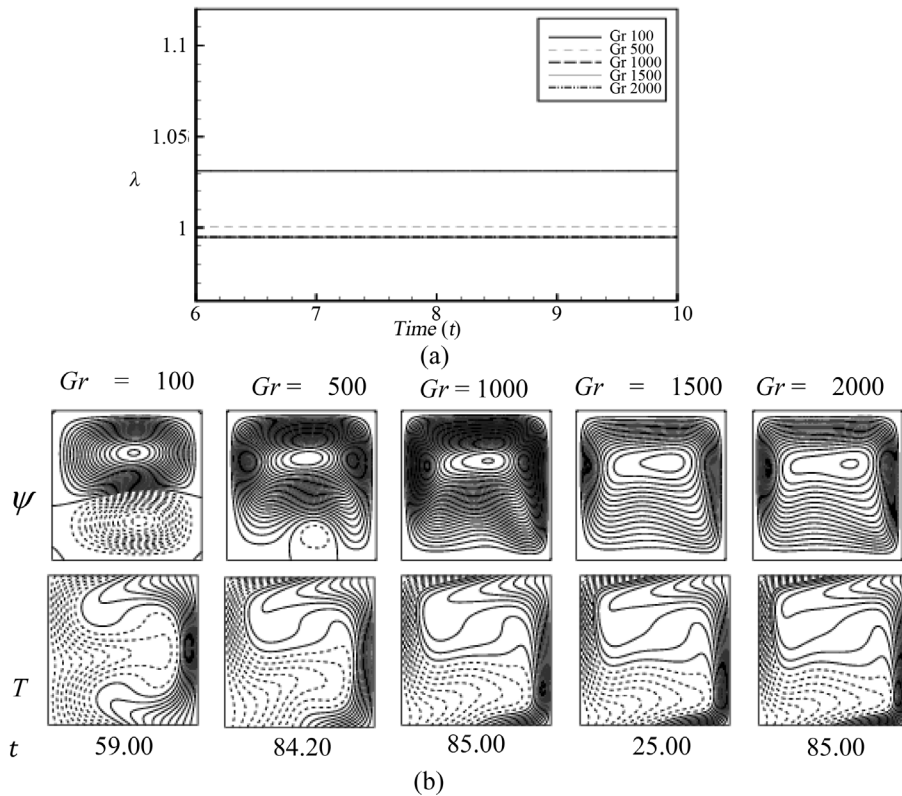 1.1
Gr 100
Gr 500
Gr 1000
Gr 1500
Gr 2000
1.05
λ
1
6 7 8 9 10
Time (t)
(a)
Gr = 100 Gr = 500 Gr = 1000 Gr = 1500 Gr = 2000
ψ
T
t 59.00 84.20 85.00 25.00 85.00
(b)